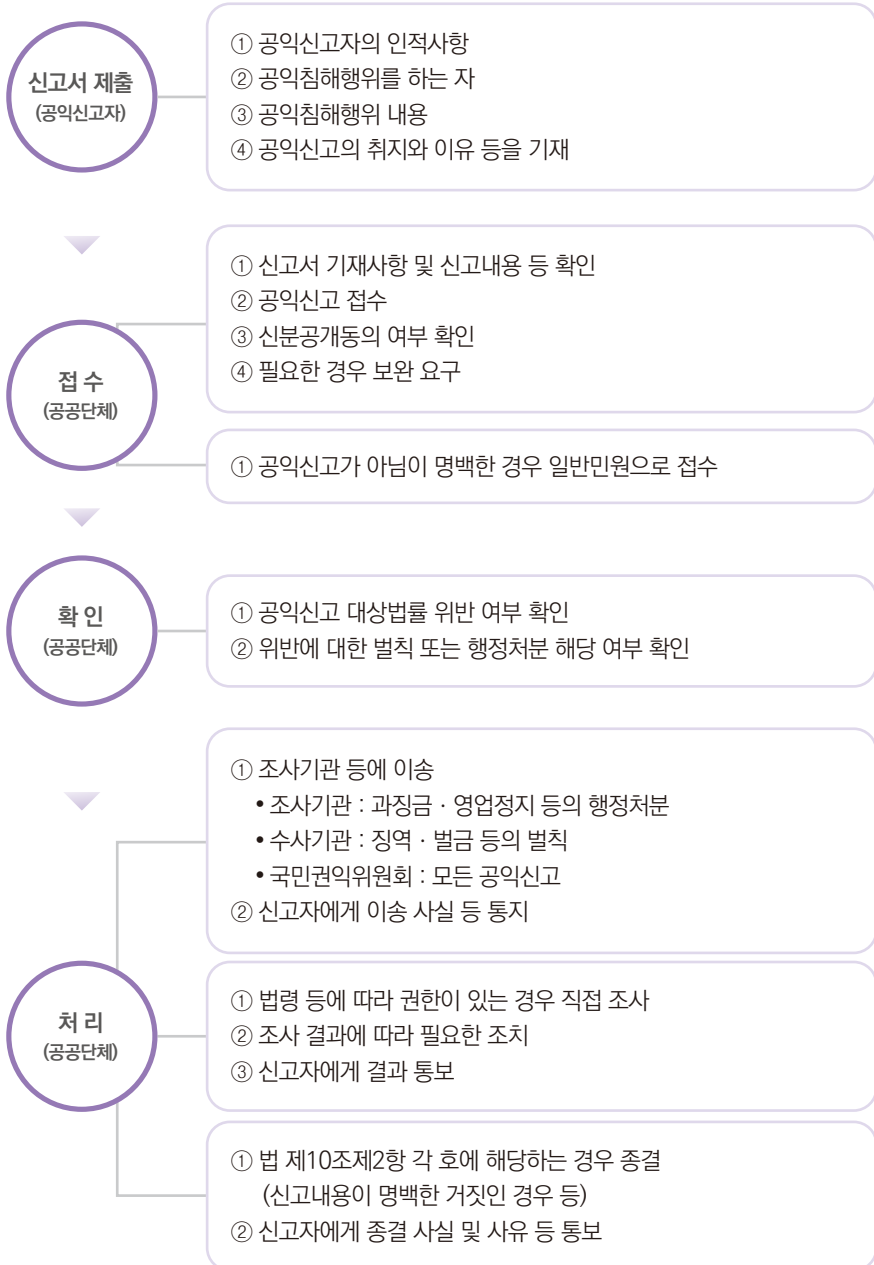 신고서 제출
(공익신고자)
① 공익신고자의 인적사항
② 공익침해행위를 하는 자
③ 공익침해행위 내용
④ 공익신고의 취지와 이유 등을 기재
접 수
(공공단체)
① 신고서 기재사항 및 신고내용 등 확인
② 공익신고 접수
③ 신분공개동의 여부 확인
④ 필요한 경우 보완 요구
① 공익신고가 아님이 명백한 경우 일반민원으로 접수
확 인
(공공단체)
① 공익신고 대상법률 위반 여부 확인
② 위반에 대한 벌칙 또는 행정처분 해당 여부 확인
처 리
(공공단체)
① 조사기관 등에 이송
• 조사기관 : 과징금 · 영업정지 등의 행정처분
• 수사기관 : 징역 · 벌금 등의 벌칙
• 국민권익위원회 : 모든 공익신고
② 신고자에게 이송 사실 등 통지
① 법령 등에 따라 권한이 있는 경우 직접 조사
② 조사 결과에 따라 필요한 조치
③ 신고자에게 결과 통보
① 법 제10조제2항 각 호에 해당하는 경우 종결
(신고내용이 명백한 거짓인 경우 등)
② 신고자에게 종결 사실 및 사유 등 통보